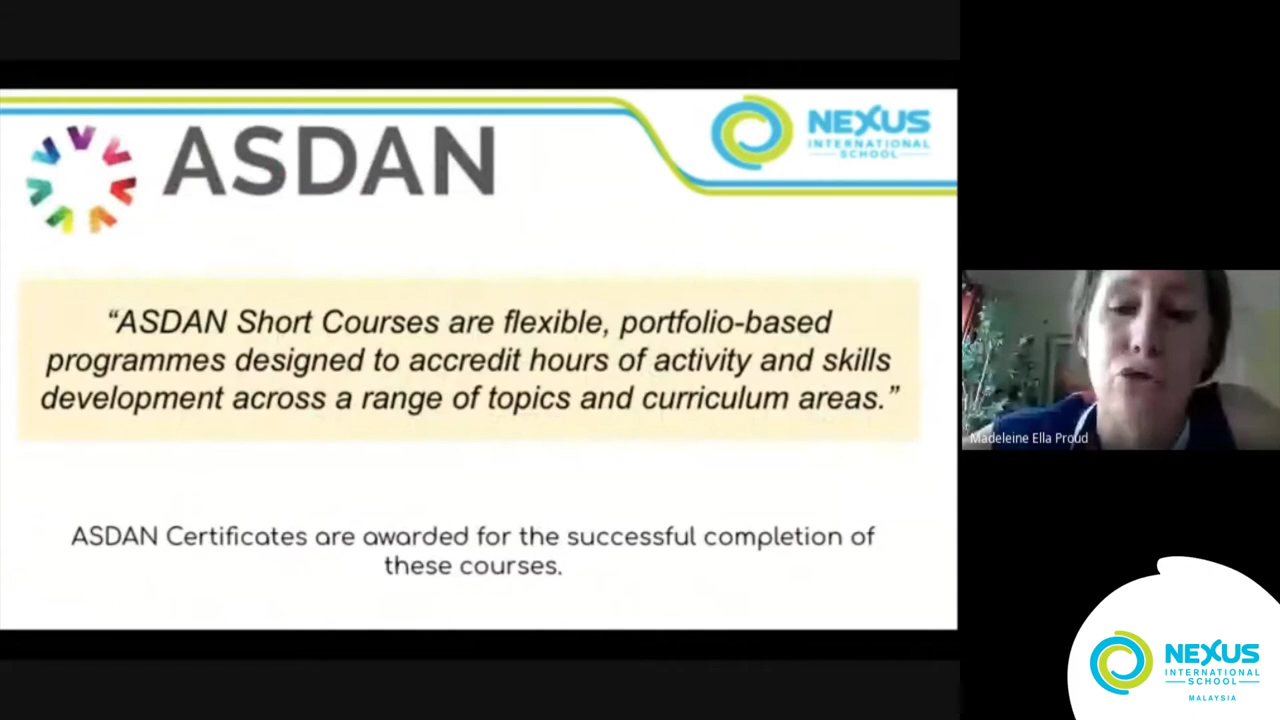 ASDAN
NEXUS
INTERNATIONAL
SCHOOL
“ASDAN Short Courses are flexible, portfolio-based
programmes designed to accredit hours of activity and skills
development across a range of topics and curriculum areas.”
ASDAN Certificates are awarded for the successful completion of
these courses.
Madeleine Ella Proud
NEXUS
INTERNATIONAL
SCHOOL
MALAYSIA